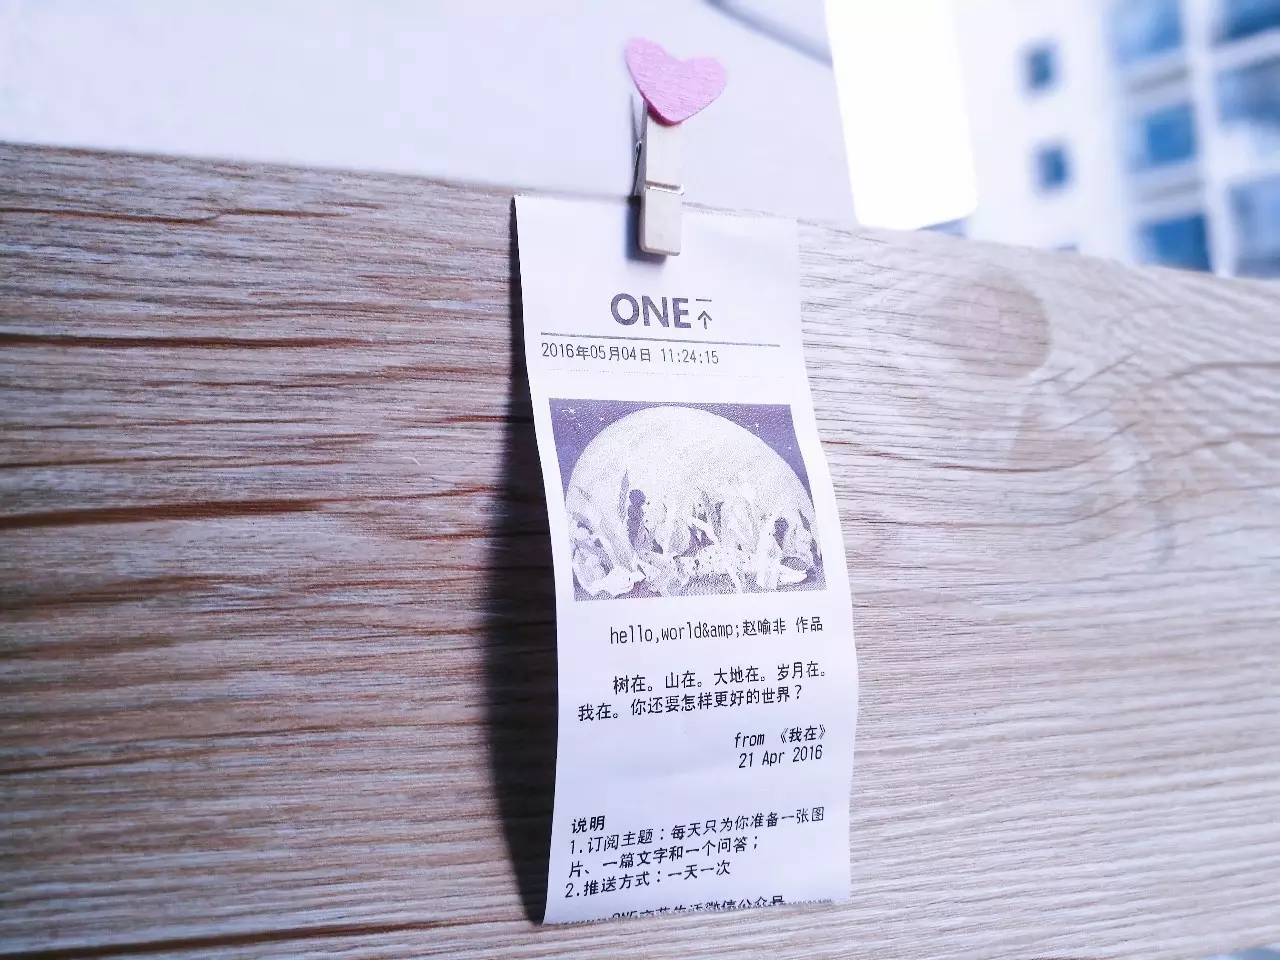 ONE一个
2016年05月04日 11:24:15
hello,world&amp;赵喻非 作品
树在。山在。大地在。岁月在。
我在。你还要怎样更好的世界？
from 《我在》
21 Apr 2016
说明
1.订阅主题：每天只为你准备一张图
片、一篇文字和一个问答；
2.推送方式：一天一次